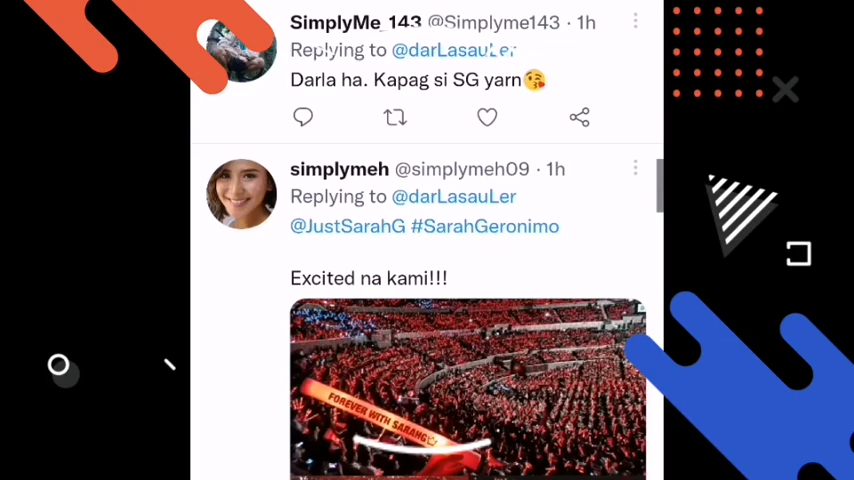 SimplyMe_143 @Simplyme143 · 1h
Replying to @darLasauLer
Darla ha. Kapag si SG yarn😘
simplymeh @simplymeh09 · 1h
Replying to @darLasauLer
@JustSarahG #SarahGeronimo
Excited na kami!!!
FOREVER WITH SARAHG